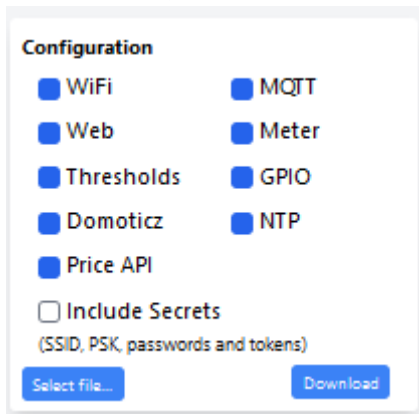 Configuration
WiFi MQTT
Web Meter
Thresholds GPIO
Domoticz NTP
Price API
Include Secrets
(SSID, PSK, passwords and tokens)
Select file... Download